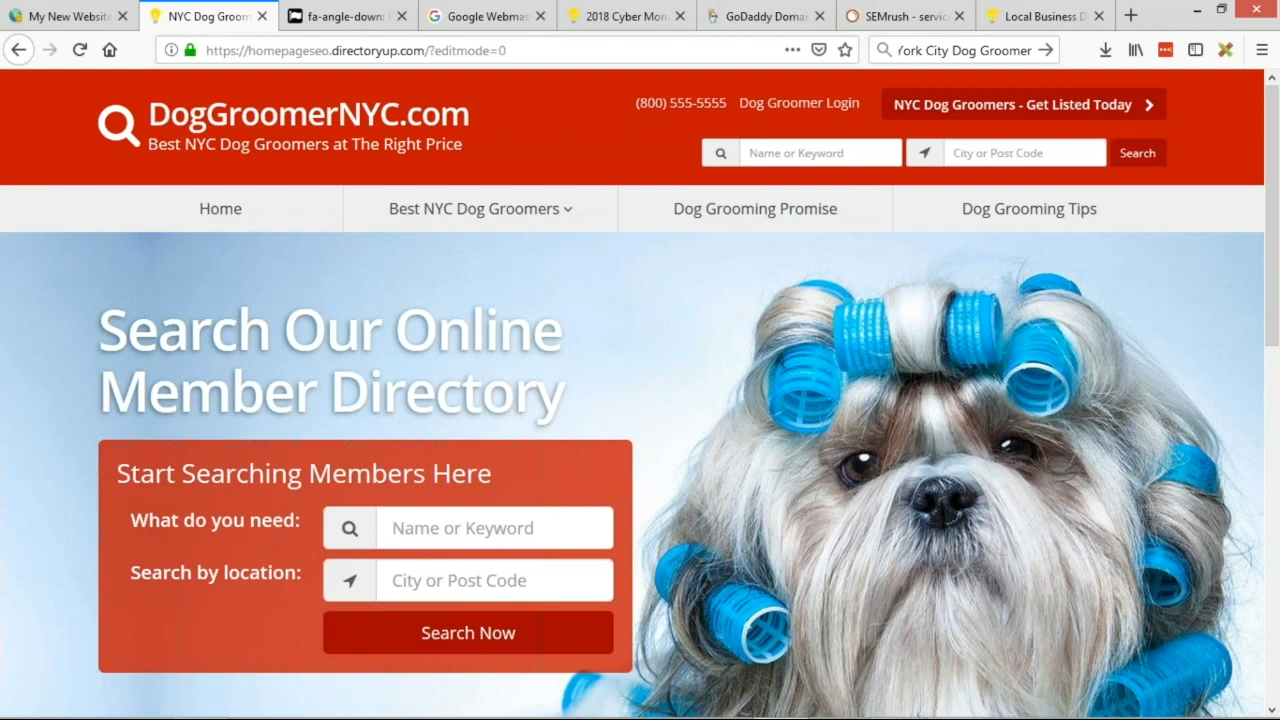 My New Website
NYC Dog Groom
fa-angle-down: F
Google Webmas
2018 Cyber Mon
GoDaddy Domai
SEMrush - servic
Local Business D
https://homepageseo.directoryup.com/?editmode=0
York City Dog Groomer
DogGroomerNYC.com
Best NYC Dog Groomers at The Right Price
(800) 555-5555 Dog Groomer Login
NYC Dog Groomers - Get Listed Today
Name or Keyword
City or Post Code
Search
Home
Best NYC Dog Groomers
Dog Grooming Promise
Dog Grooming Tips
Search Our Online
Member Directory
Start Searching Members Here
What do you need:
Name or Keyword
Search by location:
City or Post Code
Search Now